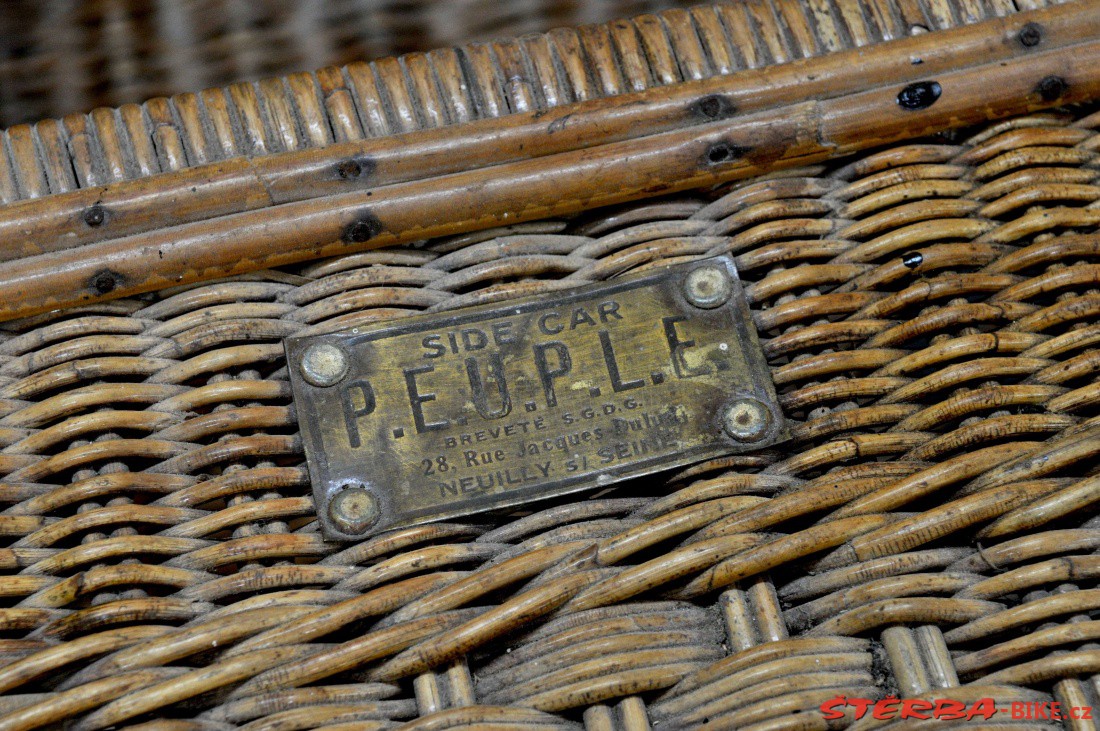 SIDE/CAR
P.E.U.P.L.E.
BREVETÉ S.G.D.G.
28, Rue Jacques Dulud
NEUILLY S/ SEINE
ŠTĚRBA-BIKE.cz